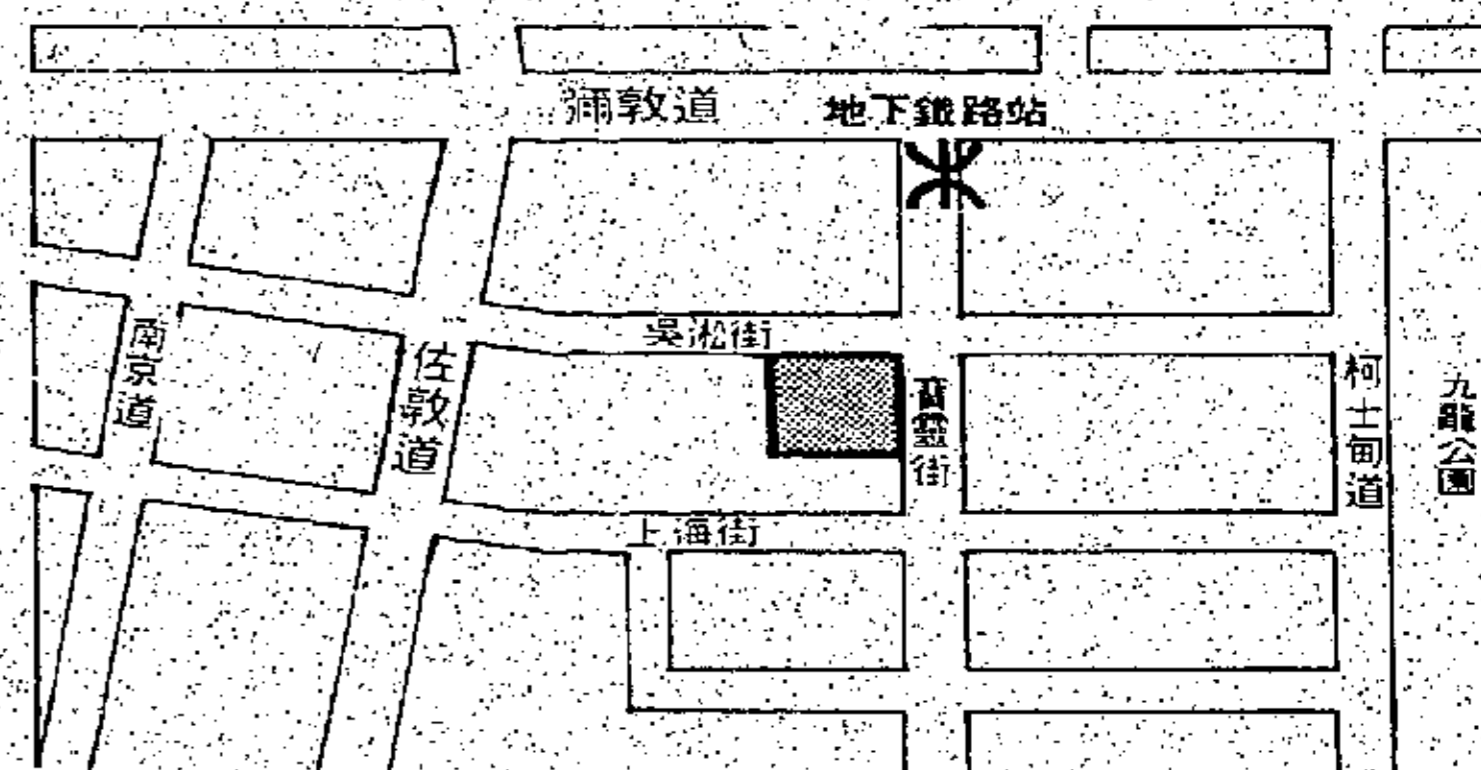 彌敦道
地下鐵路站
吳淞街
南京道
佐敦道
寶靈街
柯士甸道
九龍公園
上海街